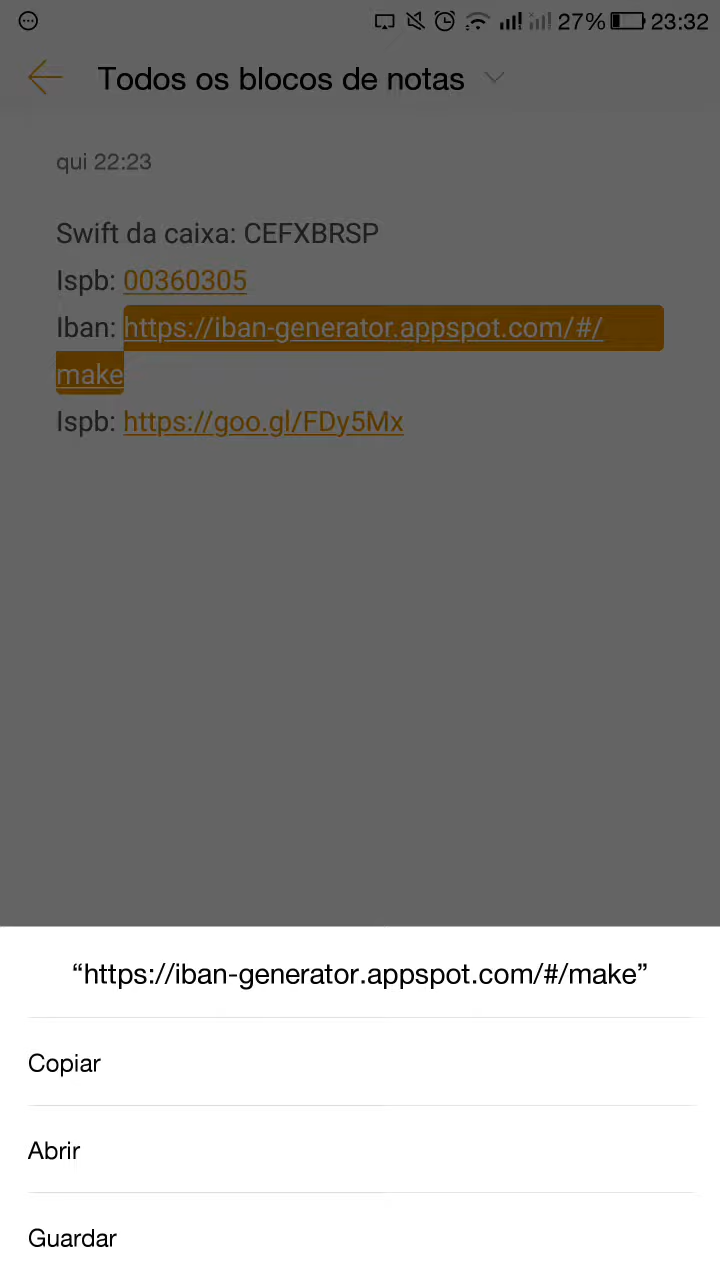 27% 23:32
Todos os blocos de notas
qui 22:23
Swift da caixa: CEFXBRSP
Ispb: 00360305
Iban: https://iban-generator.appspot.com/#/
make
Ispb: https://goo.gl/FDy5Mx
“https://iban-generator.appspot.com/#/make”
Copiar
Abrir
Guardar